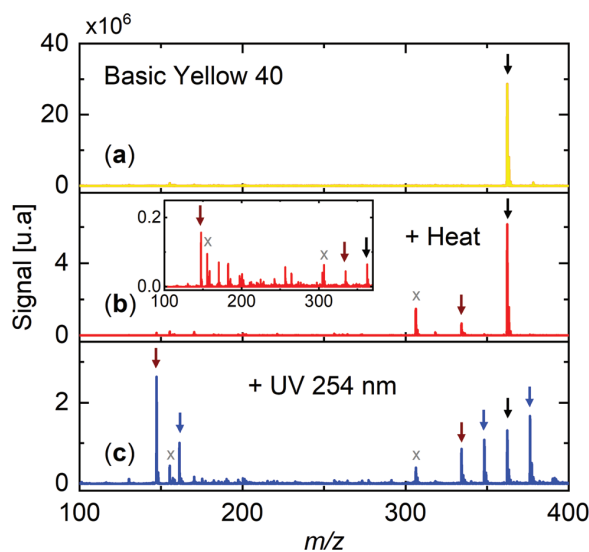 x10⁶
40
Basic Yellow 40
20
(a)
0
0.2
x
x
+ Heat
0.0
100 200 300
4
x
(b)
0
+ UV 254 nm
2
(c)
x
x
0
100 200 300 400
m/z
Signal [u.a]